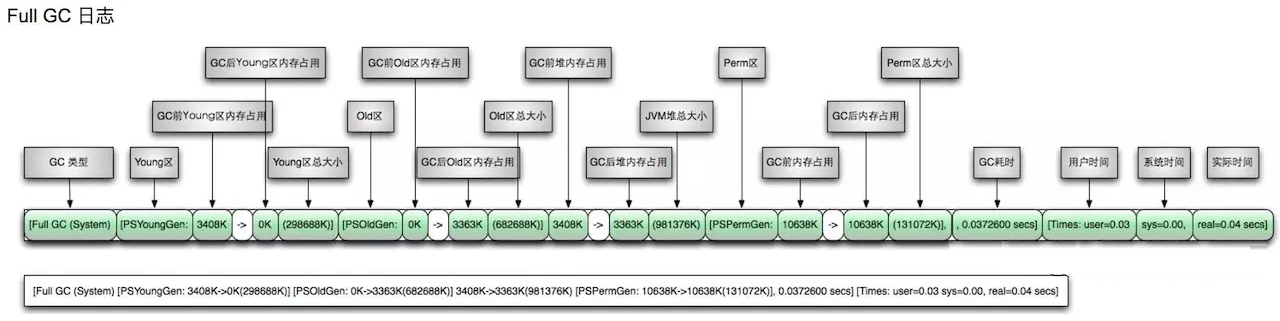 Full GC 日志
GC后Young区内存占用 GC前Old区内存占用 GC前堆内存占用 Perm区 Perm区总大小
GC前Young区内存占用 Old区 Old区总大小 JVM堆总大小 GC后内存占用
GC 类型 Young区 Young区总大小 GC后Old区内存占用 GC后堆内存占用 GC前内存占用 GC耗时 用户时间 系统时间 实际时间
[Full GC (System) [PSYoungGen: 3408K -> 0K (298688K)] [PSOldGen: 0K -> 3363K (682688K)] 3408K -> 3363K (981376K) [PSPermGen: 10638K -> 10638K (131072K)], , 0.0372600 secs] [Times: user=0.03 sys=0.00, real=0.04 secs]
[Full GC (System) [PSYoungGen: 3408K->0K(298688K)] [PSOldGen: 0K->3363K(682688K)] 3408K->3363K(981376K) [PSPermGen: 10638K->10638K(131072K)], 0.0372600 secs] [Times: user=0.03 sys=0.00, real=0.04 secs]